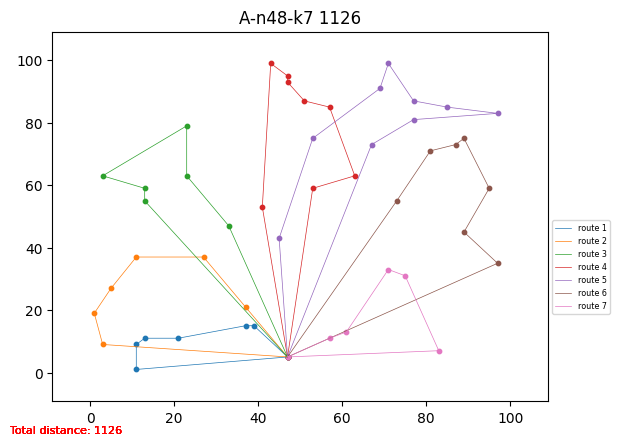 A-n48-k7 1126
100
80
60
40
20
0
0 20 40 60 80 100
route 1
route 2
route 3
route 4
route 5
route 6
route 7
Total distance: 1126